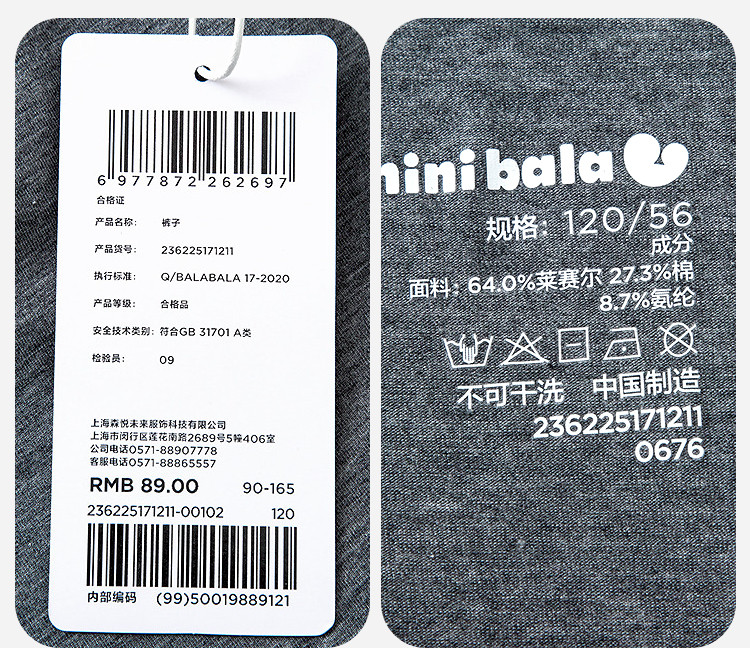 6 977872 262697
合格证
产品名称: 裤子
产品货号: 236225171211
执行标准: Q/BALABALA 17-2020
产品等级: 合格品
安全技术类别: 符合GB 31701 A类
检验员: 09
上海森悦未来服饰科技有限公司
上海市闵行区莲花南路2689号5幢406室
公司电话0571-88907778
客服电话0571-88865557
RMB 89.00 90-165
236225171211-00102 120
内部编码 (99)50019889121
mini bala
规格: 120/56
成分
面料: 64.0%莱赛尔 27.3%棉
8.7%氨纶
不可干洗 中国制造
236225171211
0676